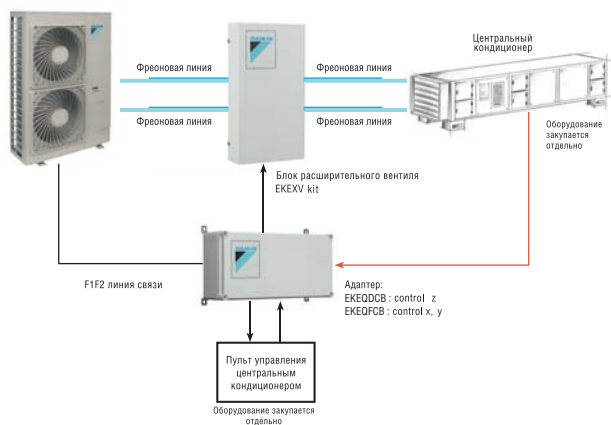 Центральный
кондиционер
Фреоновая линия
Фреоновая линия
Фреоновая линия
Фреоновая линия
Оборудование
закупается
отдельно
Блок расширительного вентиля
EKEXV kit
F1F2 линия связи
Адаптер:
EKEQDCB : control z
EKEQFCB : control x, y
Пульт управления
центральным
кондиционером
Оборудование закупается
отдельно